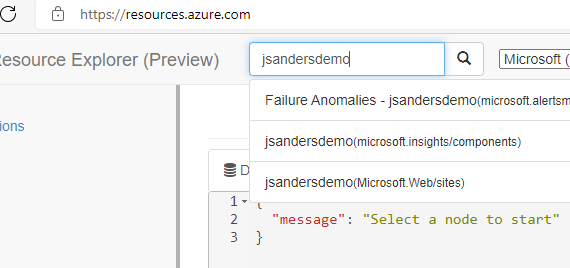 https://resources.azure.com
Resource Explorer (Preview)
jsandersdemo
Microsoft (
Failure Anomalies - jsandersdemo(microsoft.alertsm
jsandersdemo(microsoft.insights/components)
jsandersdemo(Microsoft.Web/sites)
ions
D
1 {
2 "message": "Select a node to start"
3 }